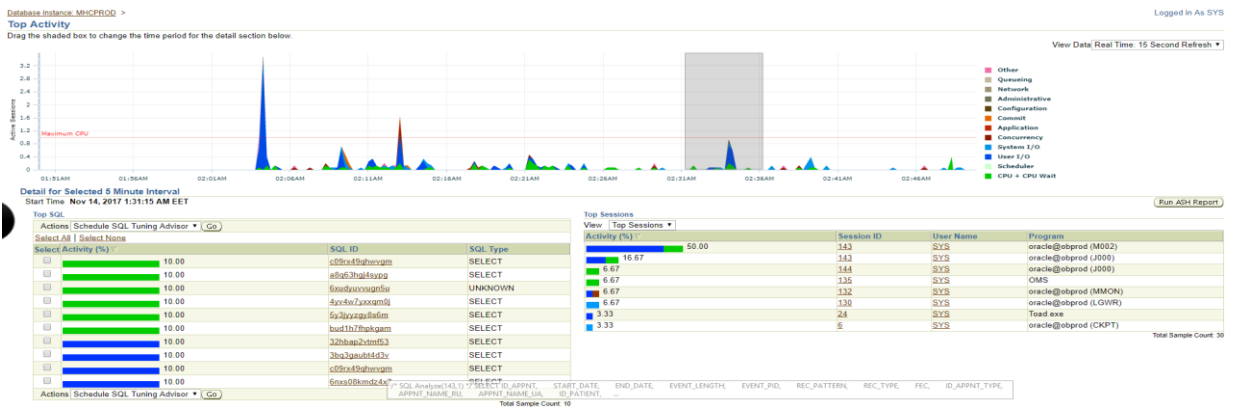 Database Instance: MHCPROD >
Logged in As SYS
Top Activity
Drag the shaded box to change the time period for the detail section below.
View Data Real Time: 15 Second Refresh
3.2
2.8
2.4
2
1.6
1.2
0.8
0.4
0
Active Sessions
Maximum CPU
01:51AM 01:56AM 02:01AM 02:06AM 02:11AM 02:16AM 02:21AM 02:26AM 02:31AM 02:36AM 02:41AM 02:46AM
Other
Queueing
Network
Administrative
Configuration
Commit
Application
Concurrency
System I/O
User I/O
Scheduler
CPU + CPU Wait
Detail for Selected 5 Minute Interval
Start Time Nov 14, 2017 1:31:15 AM EET
Run ASH Report
Top SQL
Actions Schedule SQL Tuning Advisor Go
Select All | Select None
Select Activity (%) SQL ID SQL Type
10.00 c09rx49qhwvgm SELECT
10.00 a8q63hgj4sypg SELECT
10.00 6xudyuvvugn5u UNKNOWN
10.00 4yv4w7yxxqm0j SELECT
10.00 5y3jyyzgy8s6m SELECT
10.00 bud1h7fhpkgam SELECT
10.00 32hbap2vtmf53 SELECT
10.00 3bq3gaubt4d3v SELECT
10.00 c09rx49qhwvgm SELECT
10.00 SELECT
Actions Schedule SQL Tuning Advisor Go
Total Sample Count: 10
/* SQL Analyze(143,1) */ SELECT ID_APPNT, START_DATE, END_DATE, EVENT_LENGTH, EVENT_PID, REC_PATTERN, REC_TYPE, FEC, ID_APPNT_TYPE,
APPNT_NAME_RU, APPNT_NAME_UA, ID_PATIENT, ...
Top Sessions
View Top Sessions
Activity (%) Session ID User Name Program
50.00 143 SYS oracle@obprod (M002)
16.67 143 SYS oracle@obprod (J000)
6.67 144 SYS oracle@obprod (J000)
6.67 135 SYS OMS
6.67 132 SYS oracle@obprod (MMON)
6.67 130 SYS oracle@obprod (LGWR)
3.33 24 SYS Toad.exe
3.33 6 SYS oracle@obprod (CKPT)
Total Sample Count: 30